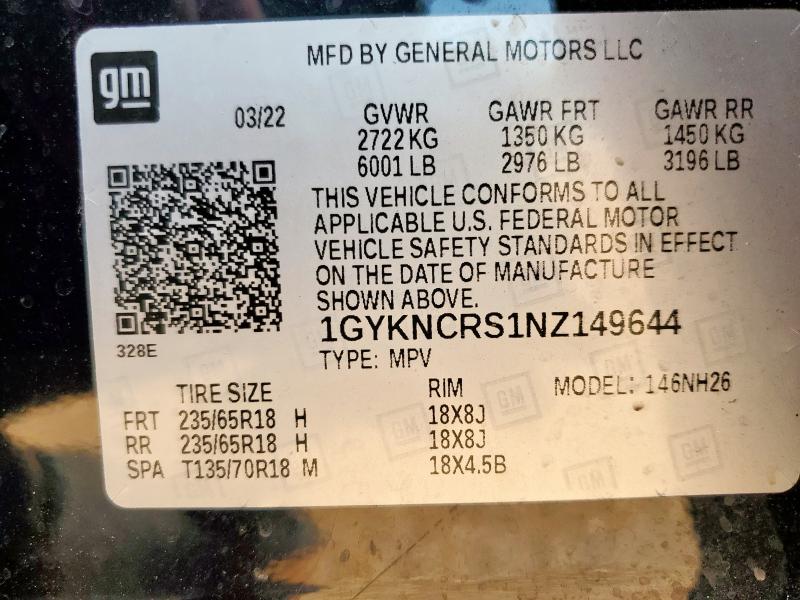 gm
MFD BY GENERAL MOTORS LLC
03/22 GVWR GAWR FRT GAWR RR
2722 KG 1350 KG 1450 KG
6001 LB 2976 LB 3196 LB
THIS VEHICLE CONFORMS TO ALL
APPLICABLE U.S. FEDERAL MOTOR
VEHICLE SAFETY STANDARDS IN EFFECT
ON THE DATE OF MANUFACTURE
SHOWN ABOVE.
1GYKNCRS1NZ149644
328E
TYPE: MPV
TIRE SIZE RIM MODEL: 146NH26
FRT 235/65R18 H 18X8J
RR 235/65R18 H 18X8J
SPA T135/70R18 M 18X4.5B